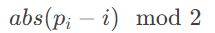 abs(p_i − i) mod 2